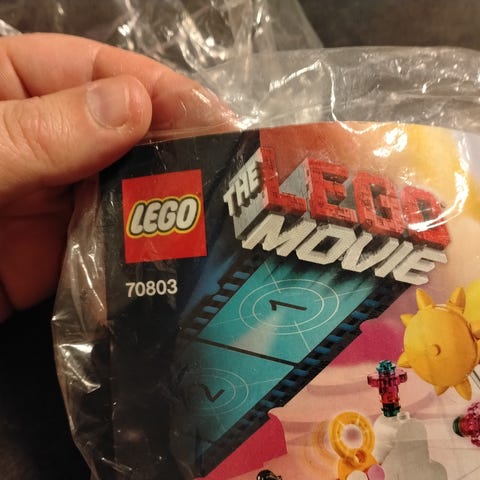 LEGO
THE LEGO
MOVIE
70803
1
2